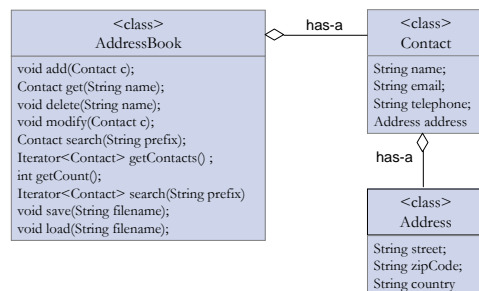 <class>
AddressBook
void add(Contact c);
Contact get(String name);
void delete(String name);
void modify(Contact c);
Contact search(String prefix);
Iterator<Contact> getContacts() ;
int getCount();
Iterator<Contact> search(String prefix)
void save(String filename);
void load(String filename);
has-a
<class>
Contact
String name;
String email;
String telephone;
Address address
has-a
<class>
Address
String street;
String zipCode;
String country